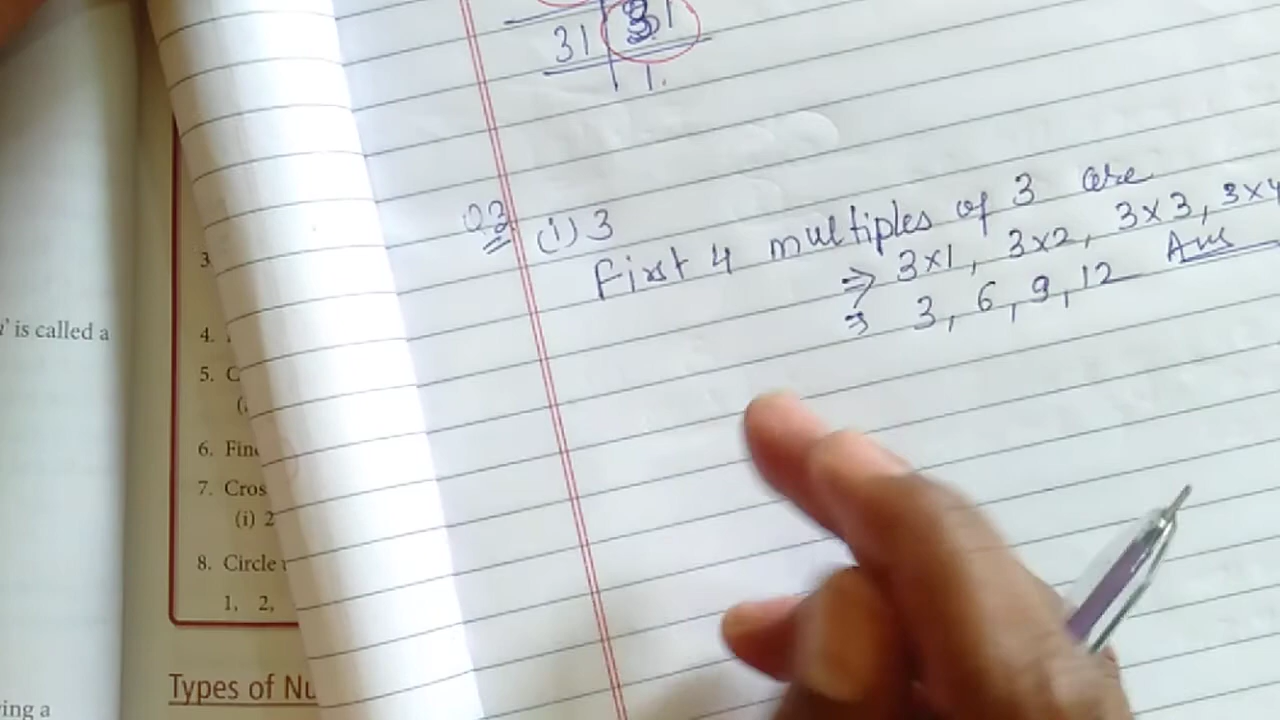 31 31
1.
Q3 (i) 3
First 4 multiples of 3 are
⇒ 3×1, 3×2, 3×3, 3×4
⇒ 3, 6, 9, 12 Ans
is called a
3
4.
5.
6.
7. Cros
(i) 2
8. Circle
1, 2,
Types of
ing a